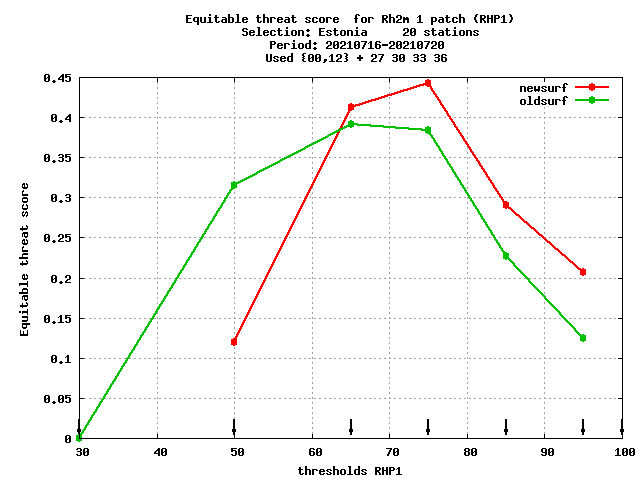 Equitable threat score  for Rh2m 1 patch (RHP1)
Selection: Estonia     20 stations
Period: 20210716-20210720
Used {00,12} + 27 30 33 36
newsurf
oldsurf
Equitable threat score
0.45
0.4
0.35
0.3
0.25
0.2
0.15
0.1
0.05
0
30 40 50 60 70 80 90 100
thresholds RHP1